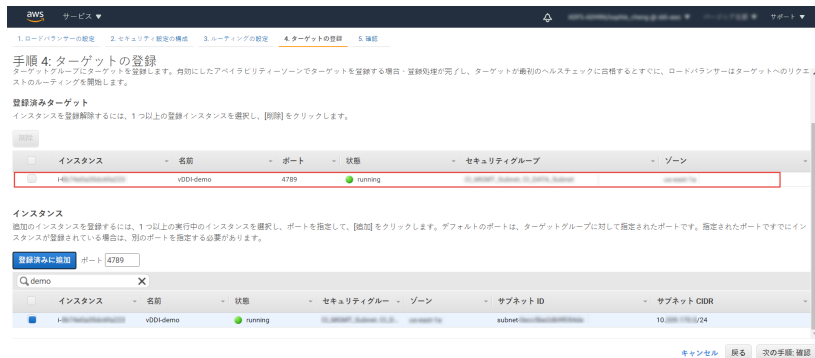 aws サービス サポート
1.ロードバランサーの設定 2.セキュリティ設定の構成 3.ルーティングの設定 4.ターゲットの登録 5.確認
手順 4: ターゲットの登録
ターゲットグループにターゲットを登録します。有効にしたアベイラビリティーゾーンでターゲットを登録する場合・登録処理が完了し、ターゲットが最初のヘルスチェックに合格するとすぐに、ロードバランサーはターゲットへのリクエ
ストのルーティングを開始します。
登録済みターゲット
インスタンスを登録解除するには、1 つ以上の登録インスタンスを選択し、[削除] をクリックします。
削除
インスタンス 名前 ポート 状態 セキュリティグループ ゾーン
vDDI-demo 4789 running
インスタンス
追加のインスタンスを登録するには、1 つ以上の実行中のインスタンスを選択し、ポートを指定して、[追加] をクリックします。デフォルトのポートは、ターゲットグループに対して指定されたポートです。指定されたポートですでにイン
スタンスが登録されている場合は、別のポートを指定する必要があります。
登録済みに追加 ポート 4789
demo
インスタンス 名前 状態 セキュリティグルー ゾーン サブネット ID サブネット CIDR
vDDI-demo running subnet 10. /24
キャンセル 戻る 次の手順: 確認